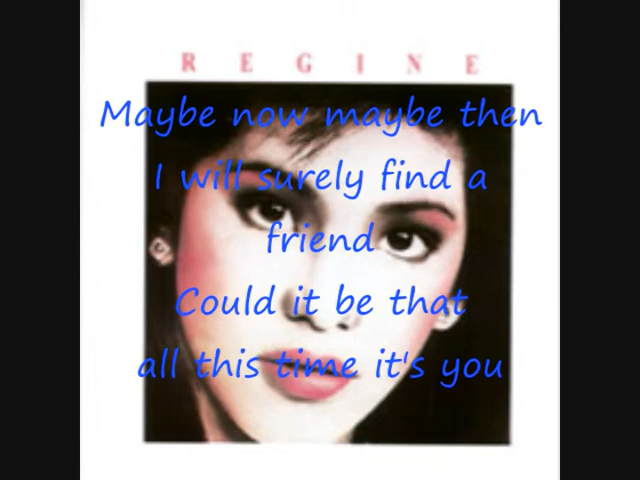 REGINE
Maybe now maybe then
I will surely find a
friend
Could it be that
all this time it's you